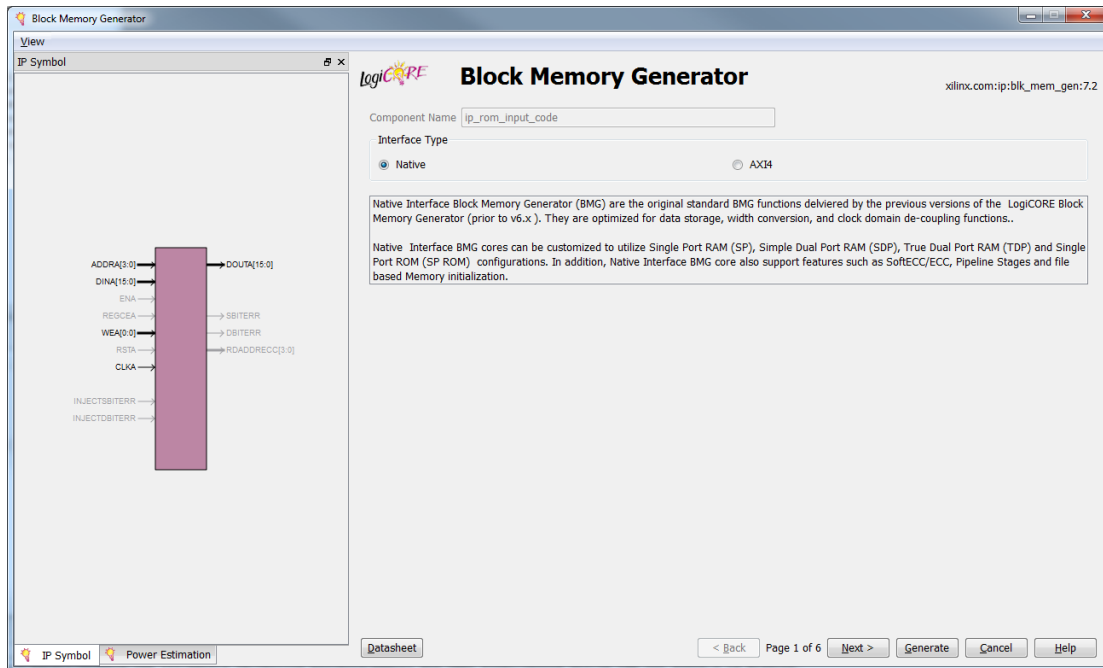 Block Memory Generator
View
IP Symbol
LogiCORE
Block Memory Generator
xilinx.com:ip:blk_mem_gen:7.2
Component Name ip_rom_input_code
Interface Type
Native AXI4
Native Interface Block Memory Generator (BMG) are the original standard BMG functions delviered by the previous versions of the LogiCORE Block
Memory Generator (prior to v6.x ). They are optimized for data storage, width conversion, and clock domain de-coupling functions..
Native Interface BMG cores can be customized to utilize Single Port RAM (SP), Simple Dual Port RAM (SDP), True Dual Port RAM (TDP) and Single
Port ROM (SP ROM) configurations. In addition, Native Interface BMG core also support features such as SoftECC/ECC, Pipeline Stages and file
based Memory initialization.
ADDRA[3:0] DOUTA[15:0]
DINA[15:0]
ENA
REGCEA SBITERR
WEA[0:0] DBITERR
RSTA RDADDRECC[3:0]
CLKA
INJECTSBITERR
INJECTDBITERR
IP Symbol Power Estimation
Datasheet < Back Page 1 of 6 Next > Generate Cancel Help